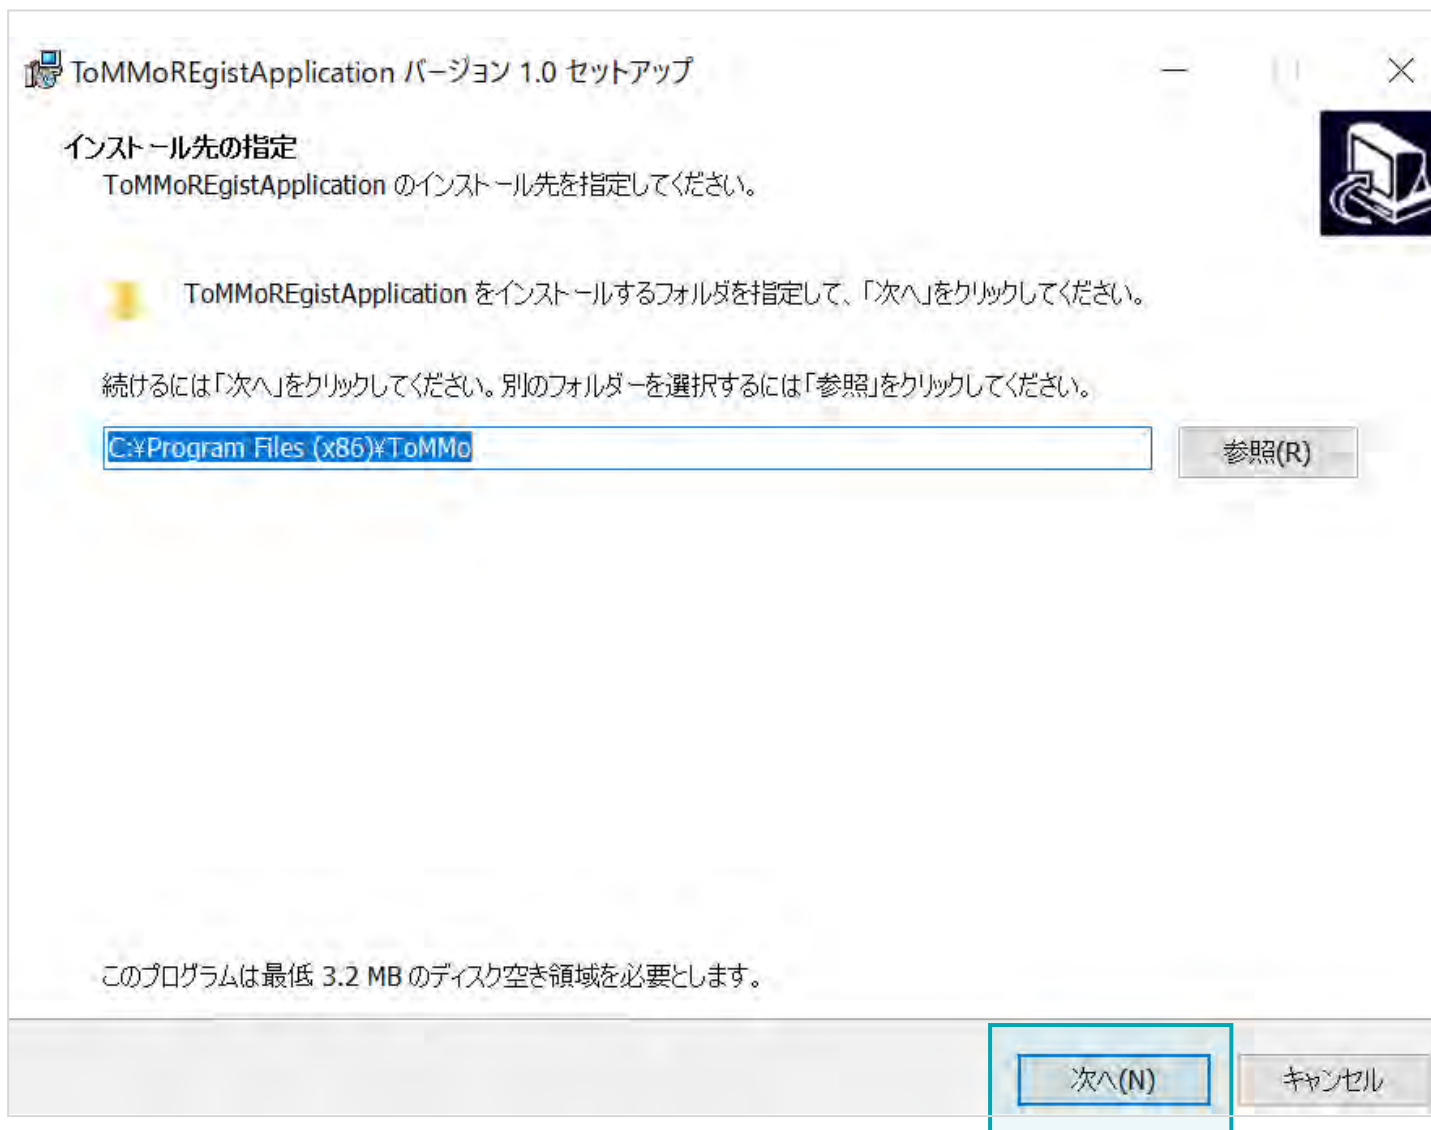 ToMMoREgistApplication バージョン 1.0 セットアップ
インストール先の指定
ToMMoREgistApplication のインストール先を指定してください。
ToMMoREgistApplication をインストールするフォルダを指定して、「次へ」をクリックしてください。
続けるには「次へ」をクリックしてください。別のフォルダーを選択するには「参照」をクリックしてください。
C:¥Program Files (x86)¥ToMMo
参照(R)
このプログラムは最低 3.2 MB のディスク空き領域を必要とします。
次へ(N)
キャンセル